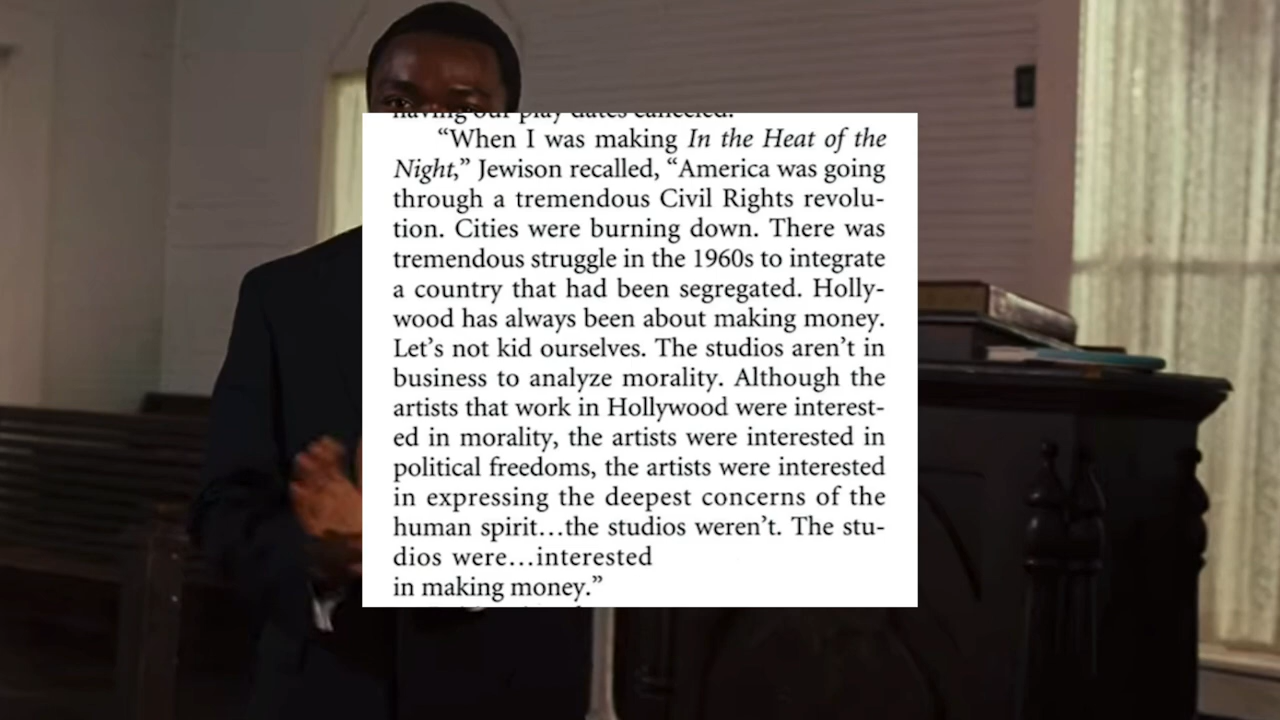 having our play dates canceled.
“When I was making In the Heat of the
Night,” Jewison recalled, “America was going
through a tremendous Civil Rights revolu-
tion. Cities were burning down. There was
tremendous struggle in the 1960s to integrate
a country that had been segregated. Holly-
wood has always been about making money.
Let’s not kid ourselves. The studios aren’t in
business to analyze morality. Although the
artists that work in Hollywood were interest-
ed in morality, the artists were interested in
political freedoms, the artists were interested
in expressing the deepest concerns of the
human spirit…the studios weren’t. The stu-
dios were…interested
in making money.”